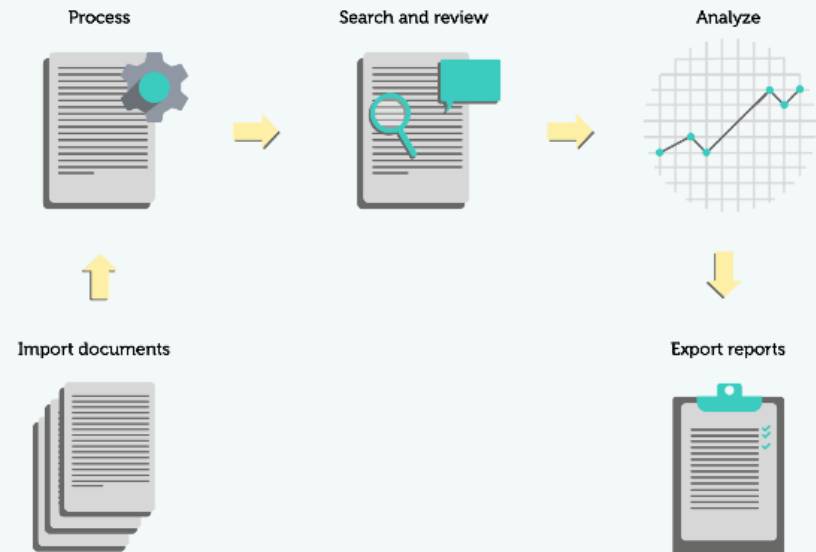 Process
Search and review
Analyze
Import documents
Export reports